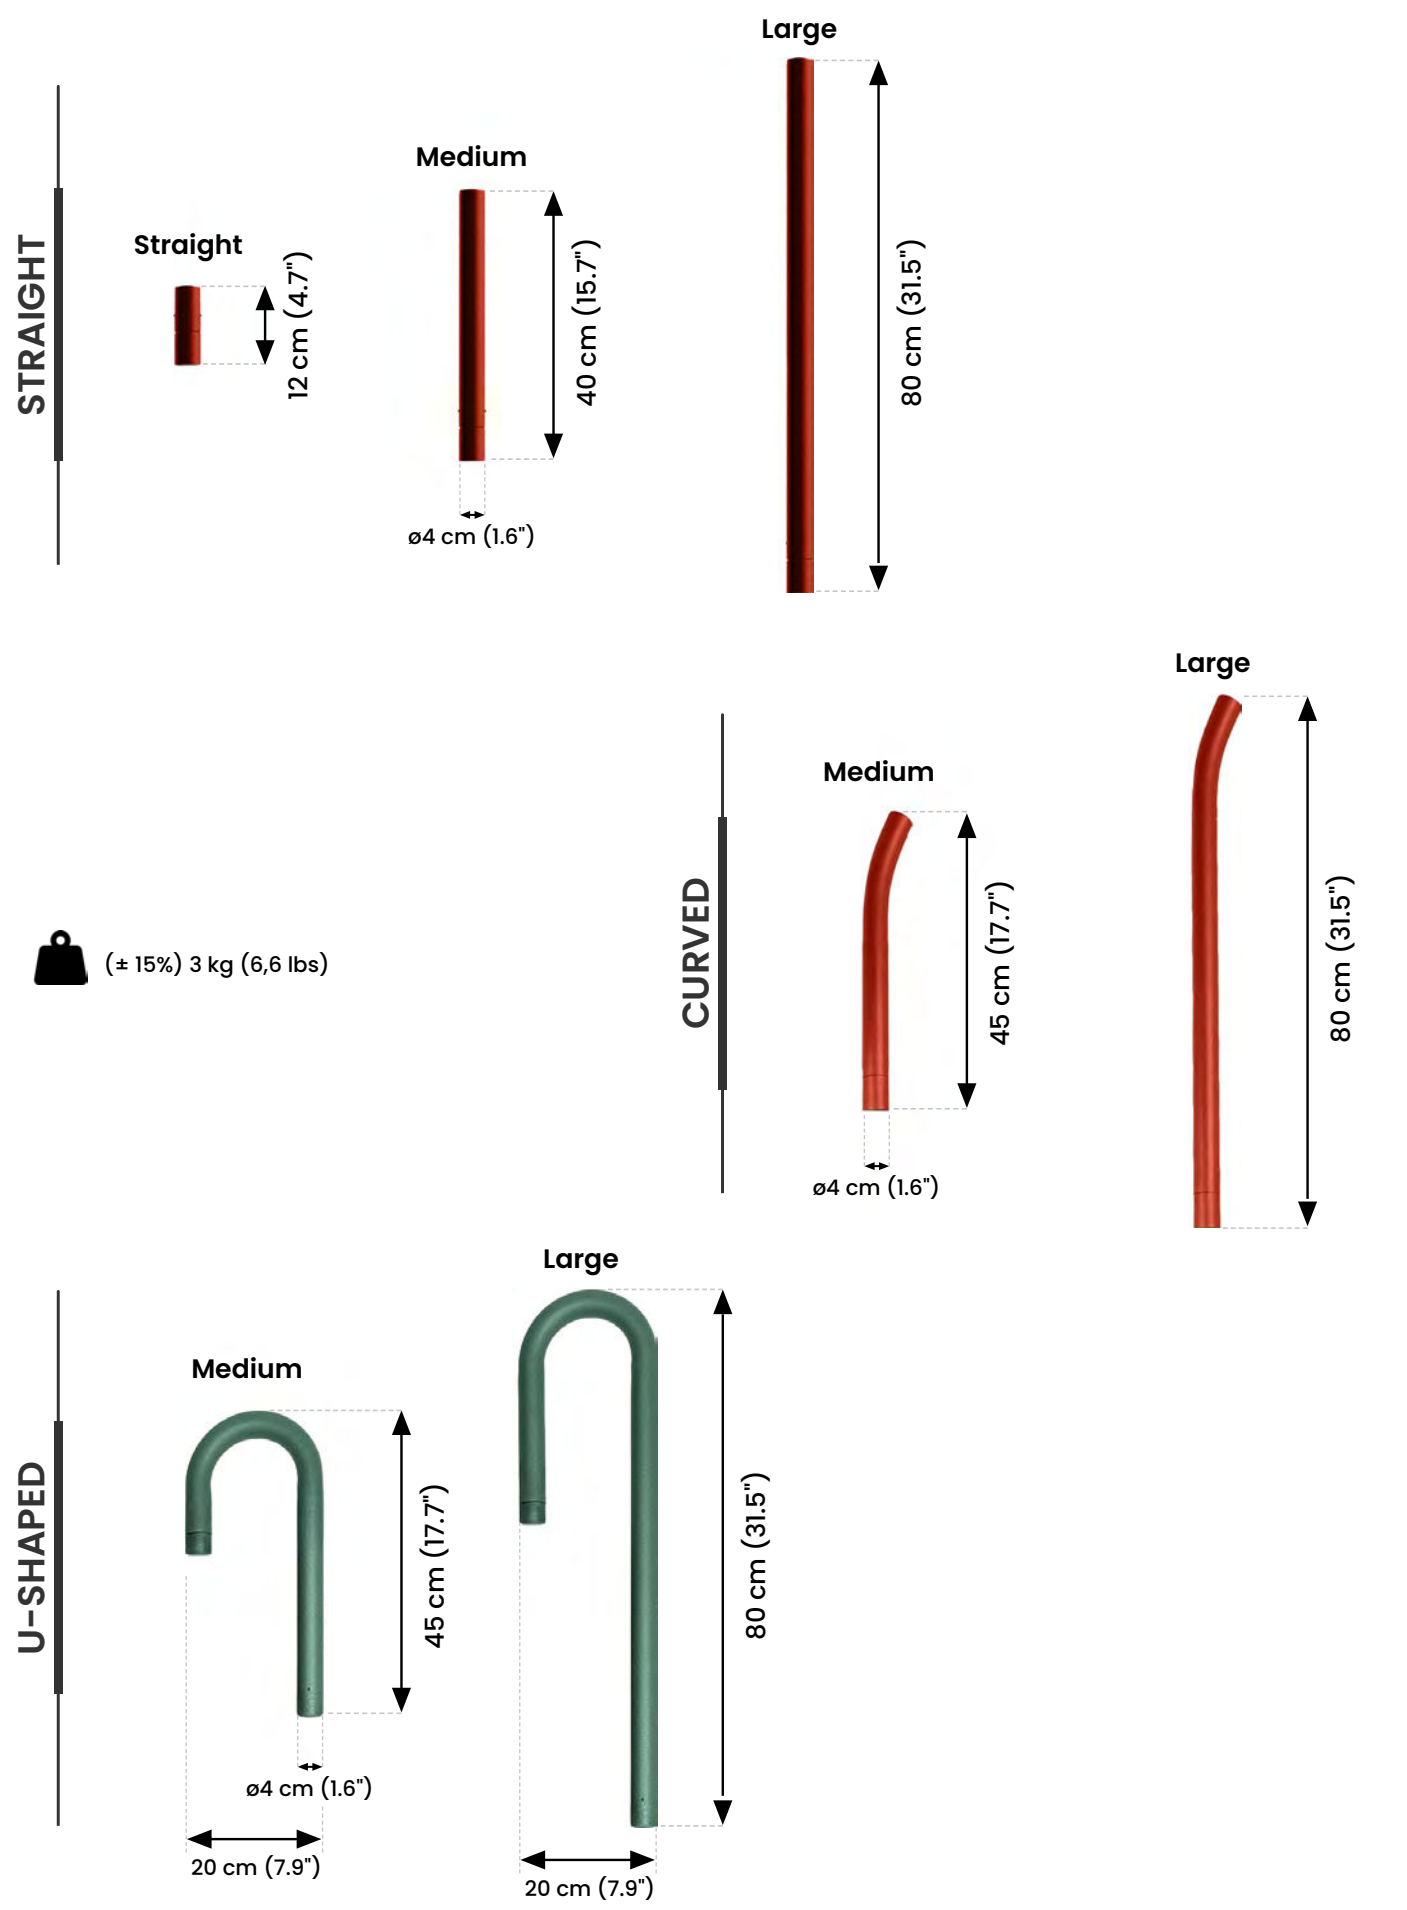 STRAIGHT
Straight
12 cm (4.7")
Medium
40 cm (15.7")
ø4 cm (1.6")
Large
80 cm (31.5")
(± 15%) 3 kg (6,6 lbs)
CURVED
Medium
45 cm (17.7")
ø4 cm (1.6")
Large
80 cm (31.5")
U-SHAPED
Medium
45 cm (17.7")
ø4 cm (1.6")
20 cm (7.9")
Large
80 cm (31.5")
20 cm (7.9")